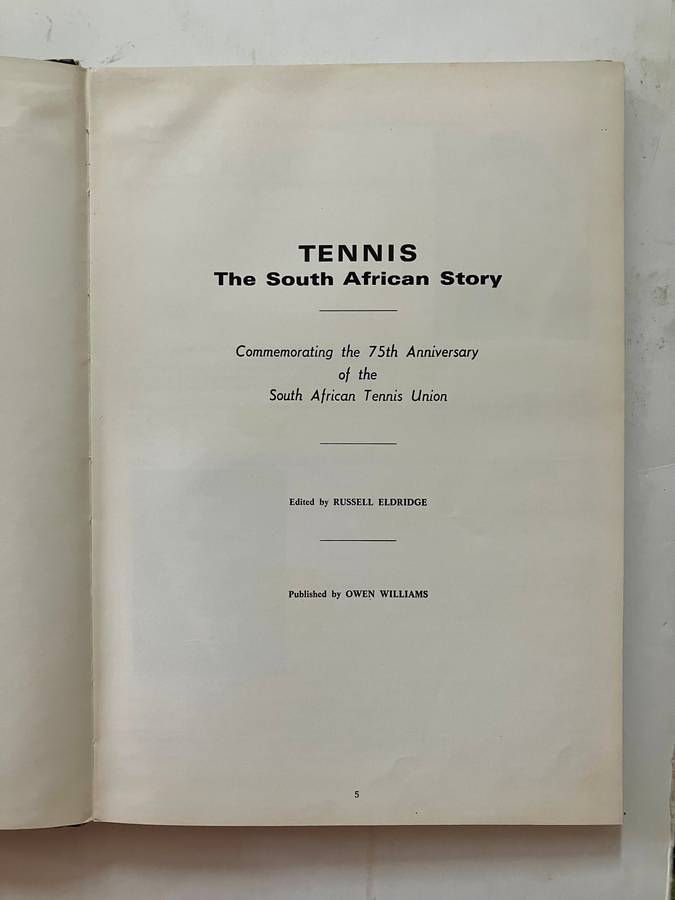 TENNIS
The South African Story
Commemorating the 75th Anniversary
of the
South African Tennis Union
Edited by RUSSELL ELDRIDGE
Published by OWEN WILLIAMS
5